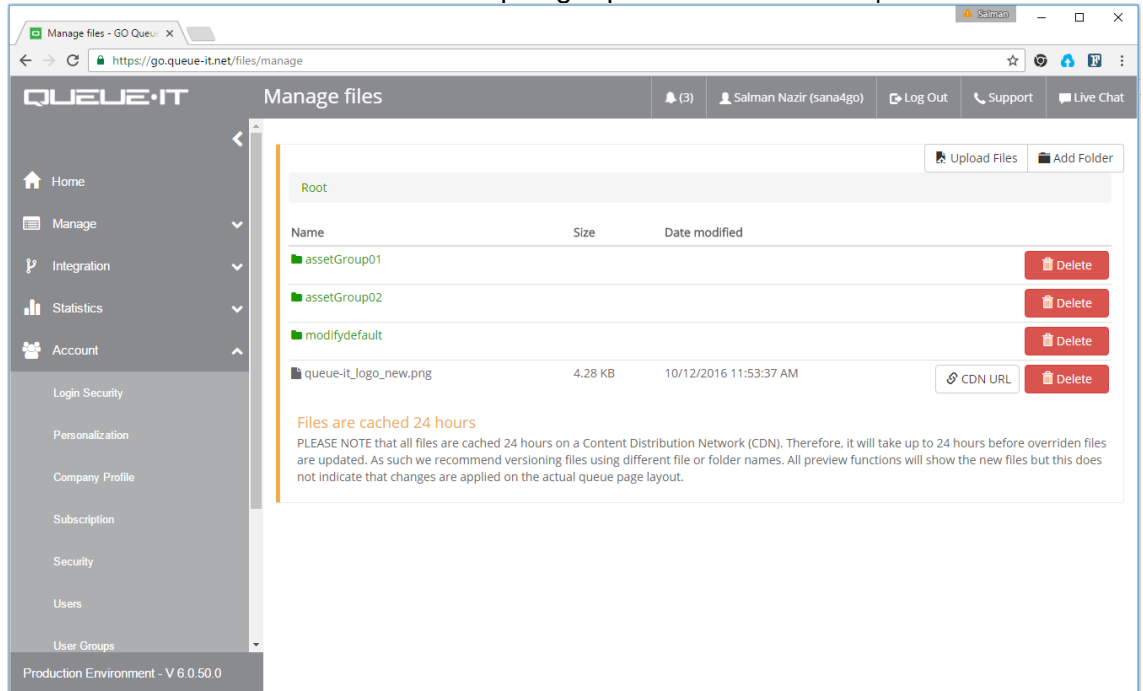 Salman
Manage files - GO Queu
https://go.queue-it.net/files/manage
QUEUE·IT
Manage files
(3)
Salman Nazir (sana4go)
Log Out
Support
Live Chat
Upload Files
Add Folder
Home
Manage
Integration
Statistics
Account
Login Security
Personalization
Company Profile
Subscription
Security
Users
User Groups
Production Environment - V 6.0.50.0
Root
Name Size Date modified
assetGroup01 Delete
assetGroup02 Delete
modifydefault Delete
queue-it_logo_new.png 4.28 KB 10/12/2016 11:53:37 AM CDN URL Delete
Files are cached 24 hours
PLEASE NOTE that all files are cached 24 hours on a Content Distribution Network (CDN). Therefore, it will take up to 24 hours before overriden files
are updated. As such we recommend versioning files using different file or folder names. All preview functions will show the new files but this does
not indicate that changes are applied on the actual queue page layout.